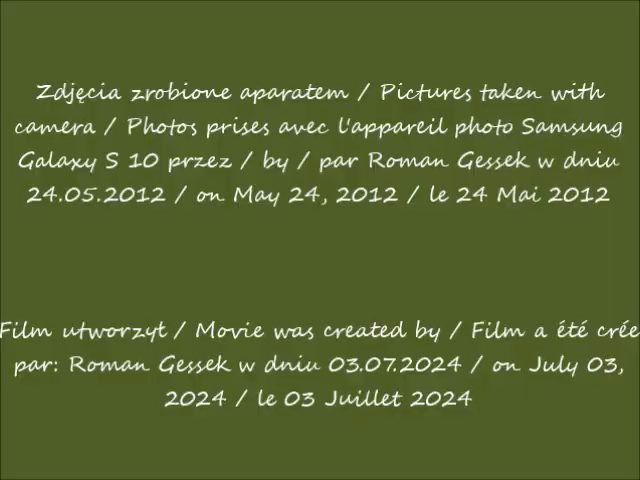 Zdjęcia zrobione aparatem / Pictures taken with
camera / Photos prises avec l'appareil photo Samsung
Galaxy S 10 przez / by / par Roman Gessek w dniu
24.05.2012 / on May 24, 2012 / le 24 Mai 2012
Film utworzył / Movie was created by / Film a été crée
par: Roman Gessek w dniu 03.07.2024 / on July 03,
2024 / le 03 Juillet 2024